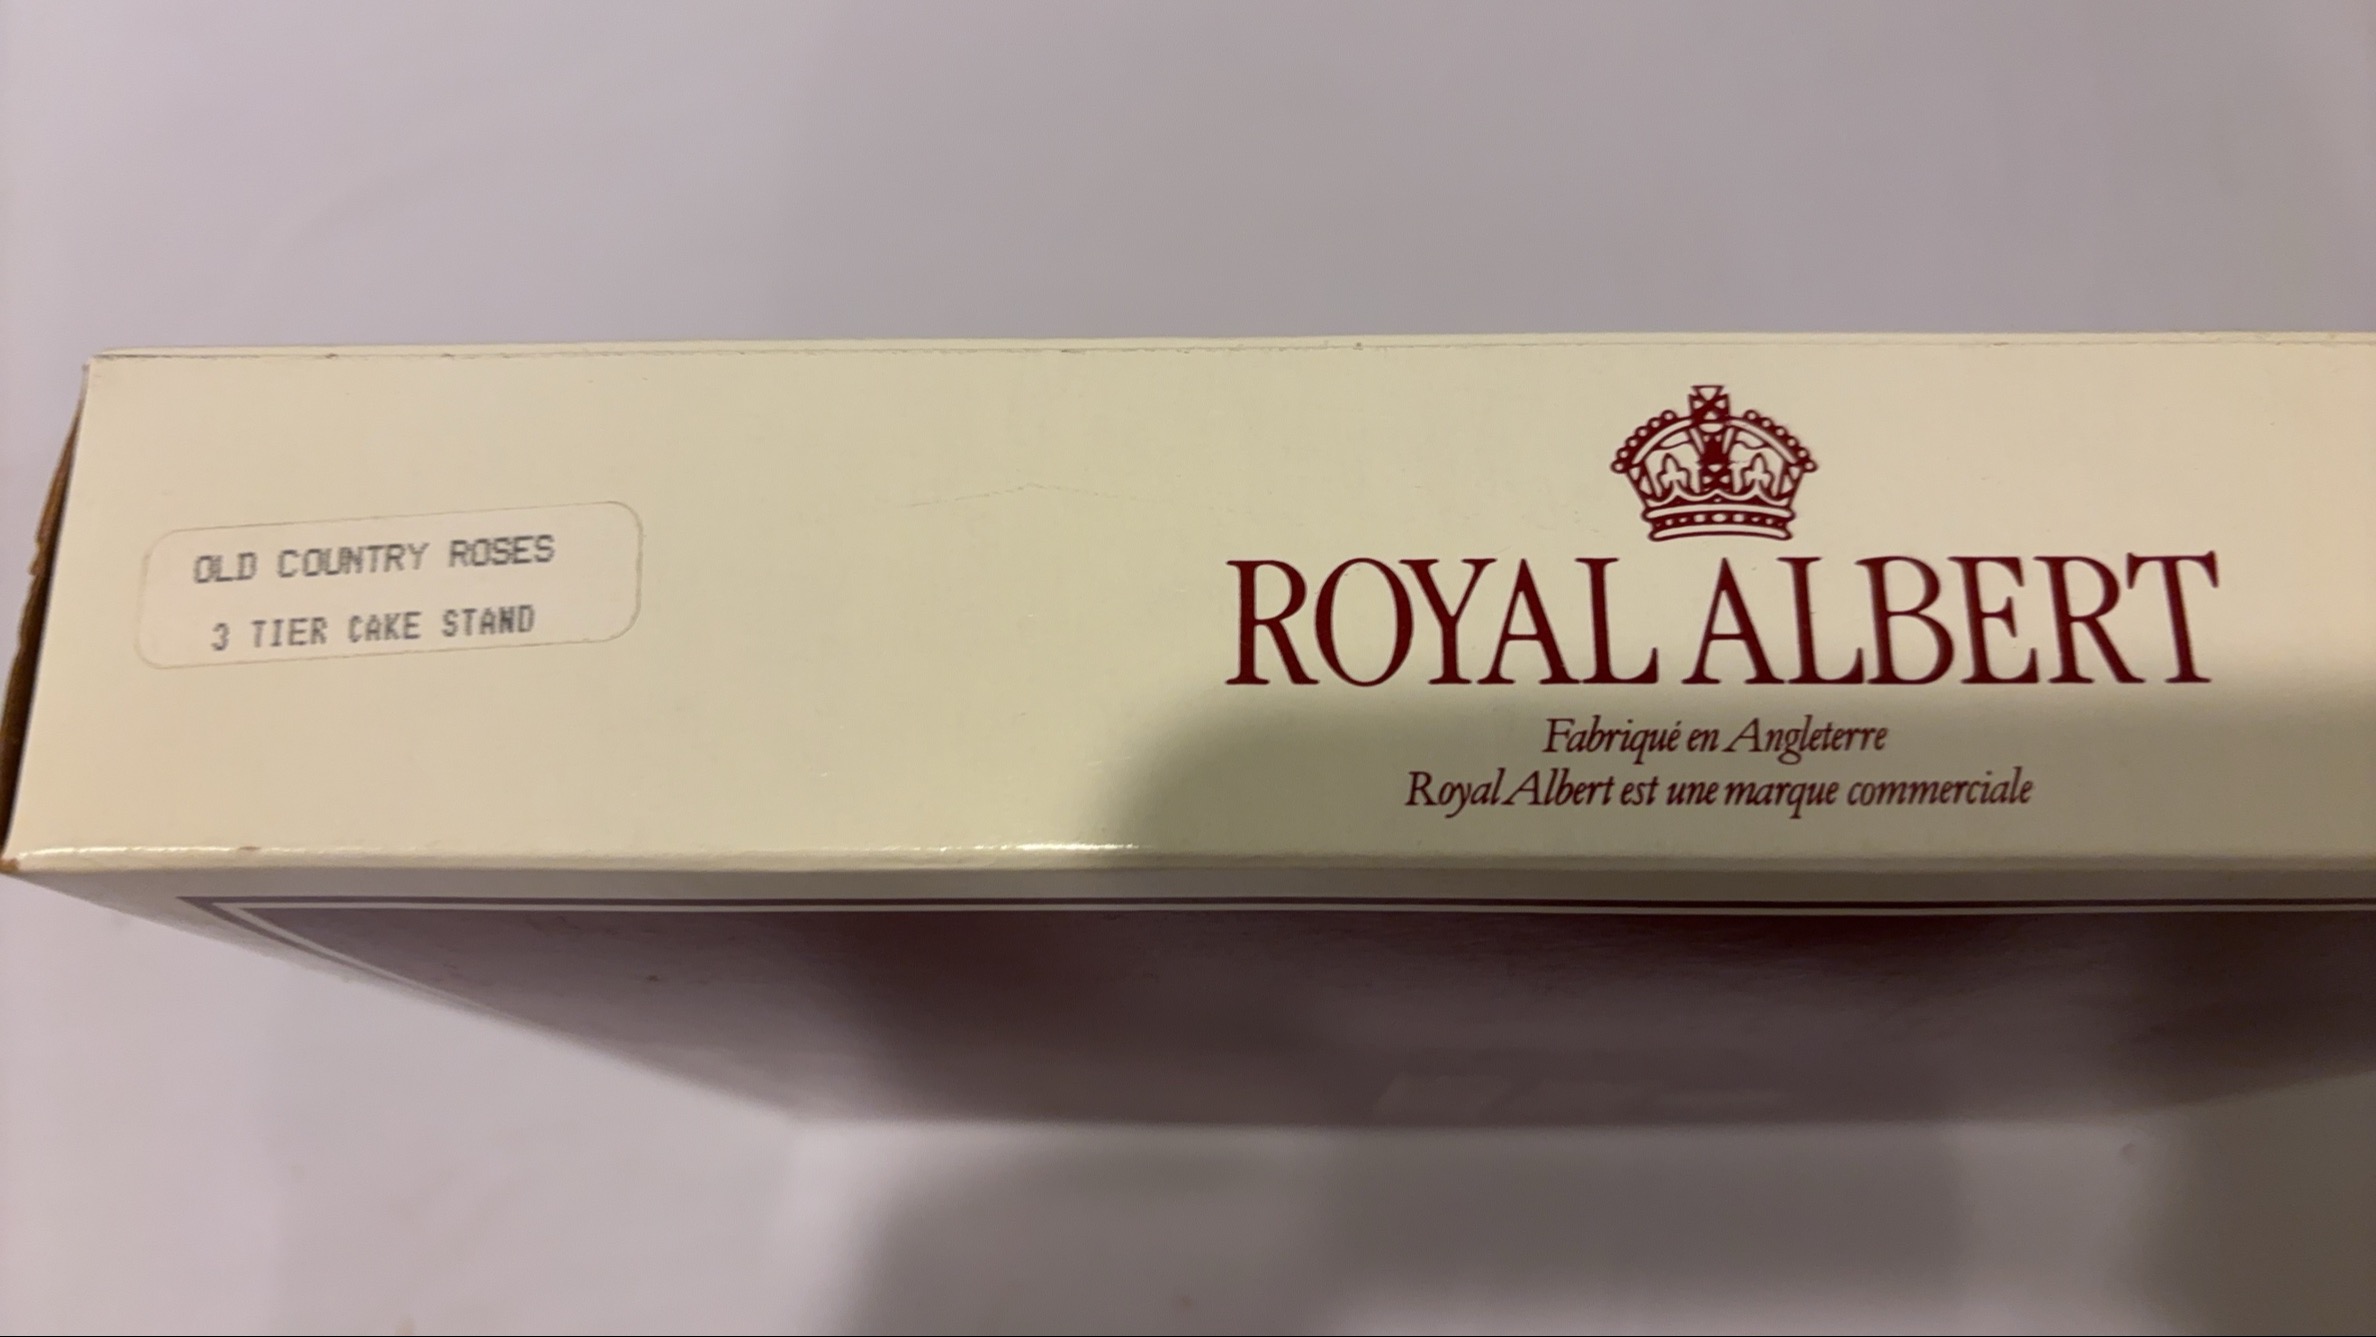 OLD COUNTRY ROSES
3 TIER CAKE STAND
ROYAL ALBERT
Fabriqué en Angleterre
Royal Albert est une marque commerciale